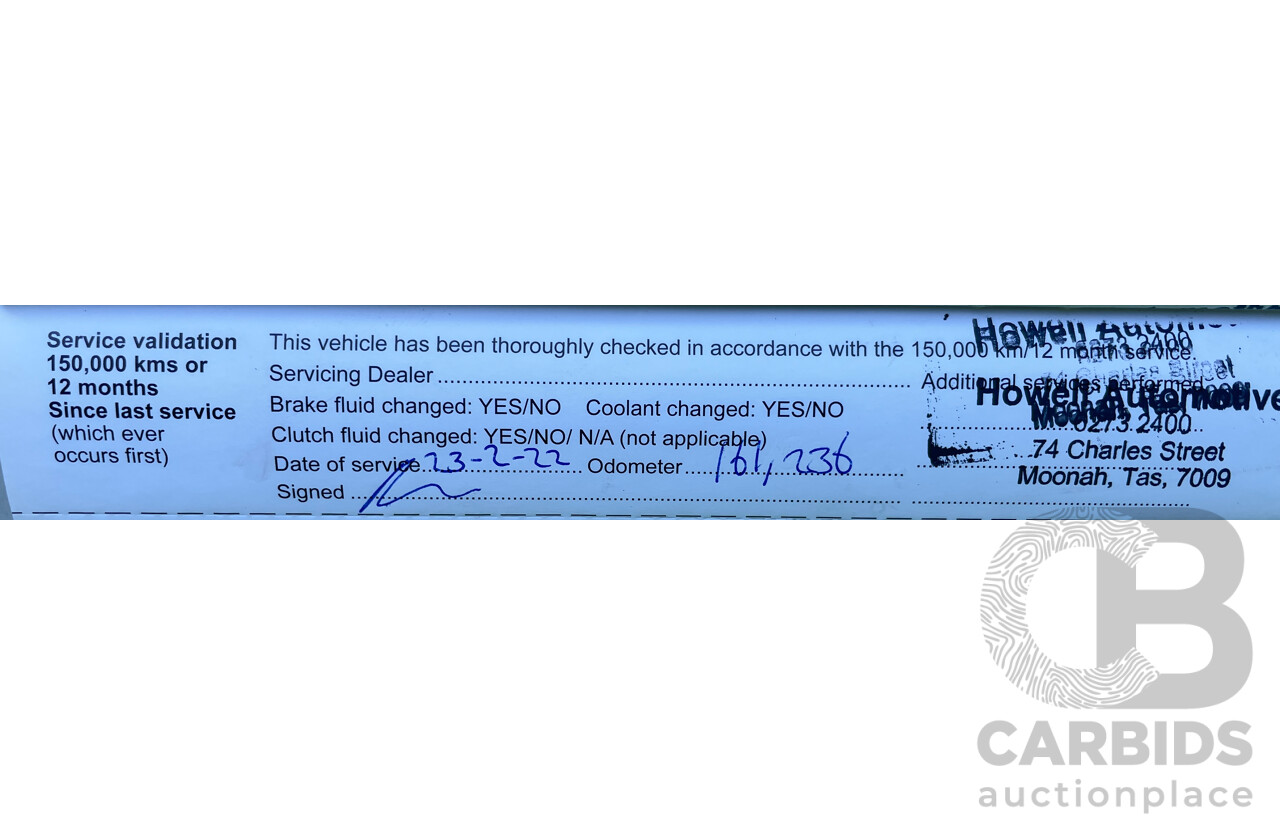 Service validation
150,000 kms or
12 months
Since last service
(which ever
occurs first)
This vehicle has been thoroughly checked in accordance with the 150,000 km/12 month service.
Servicing Dealer
Additional services performed
Brake fluid changed: YES/NO Coolant changed: YES/NO
Clutch fluid changed: YES/NO/ N/A (not applicable)
Date of service 23-2-22 Odometer 161,236
Signed
Howell Automotive
6273 2400
74 Charles Street
Moonah, Tas, 7009
CARBIDS
auctionplace